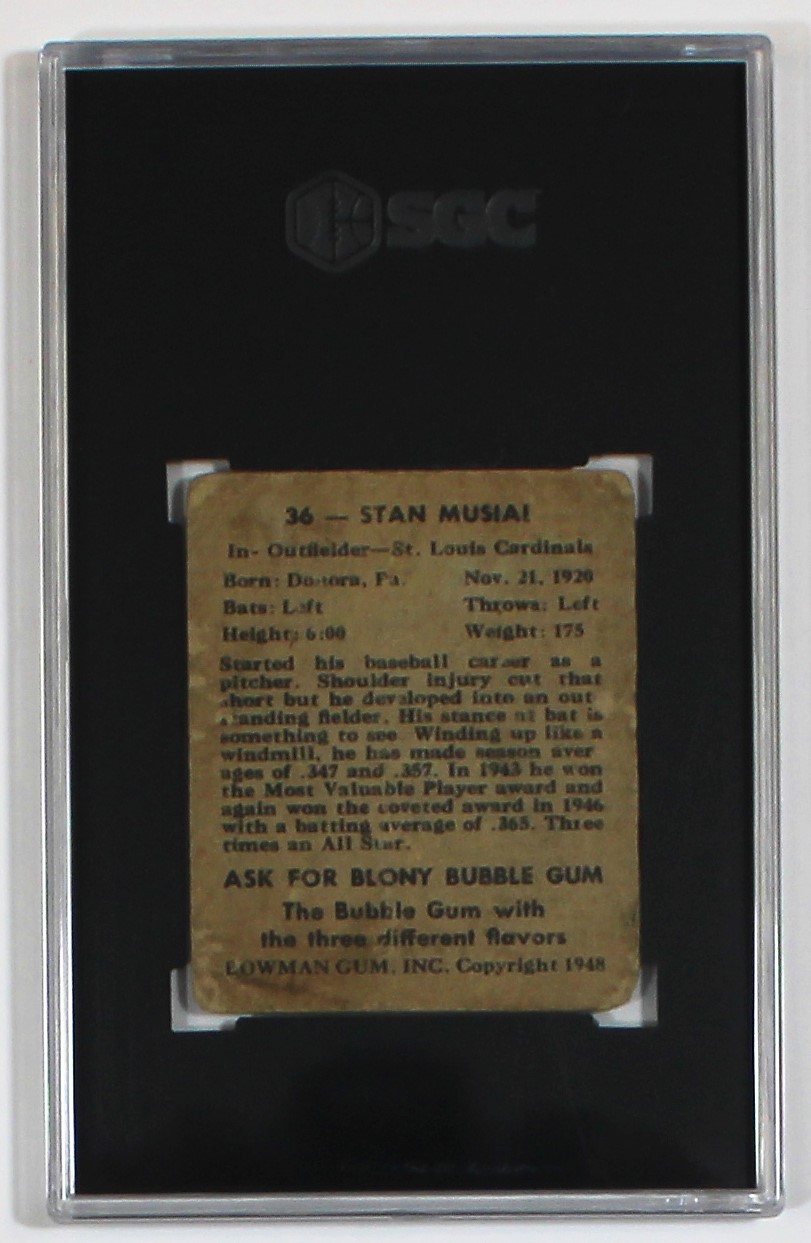 SGC
36 — STAN MUSIAL
In- Outfielder—St. Louis Cardinals
Born: Donora, Pa. Nov. 21, 1920
Bats: Left Throws: Left
Height: 6:00 Weight: 175
Started his baseball career as a
pitcher. Shoulder injury cut that
short but he developed into an out
standing fielder. His stance at bat is
something to see. Winding up like a
windmill, he has made season aver
ages of .347 and .357. In 1943 he won
the Most Valuable Player award and
again won the coveted award in 1946
with a batting average of .365. Three
times an All Star.
ASK FOR BLONY BUBBLE GUM
The Bubble Gum with
the three different flavors
BOWMAN GUM, INC. Copyright 1948